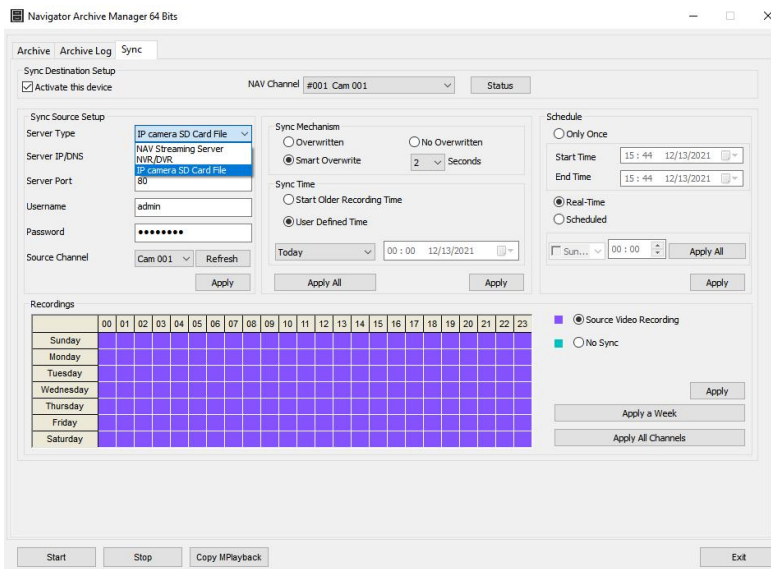 Navigator Archive Manager 64 Bits
Archive Archive Log Sync
Sync Destination Setup
Activate this device
NAV Channel #001 Cam 001 Status
Sync Source Setup
Server Type IP camera SD Card File
NAV Streaming Server
NVR/DVR
IP camera SD Card File
Server IP/DNS
Server Port 80
Username admin
Password ●●●●●●●●
Source Channel Cam 001 Refresh
Apply
Sync Mechanism
Overwritten No Overwritten
Smart Overwrite 2 Seconds
Sync Time
Start Older Recording Time
User Defined Time
Today 00 : 00 12/13/2021
Apply All Apply
Schedule
Only Once
Start Time 15 : 44 12/13/2021
End Time 15 : 44 12/13/2021
Real-Time
Scheduled
Sun... 00 : 00 Apply All
Apply
Recordings
00 01 02 03 04 05 06 07 08 09 10 11 12 13 14 15 16 17 18 19 20 21 22 23
Sunday
Monday
Tuesday
Wednesday
Thursday
Friday
Saturday
Source Video Recording
No Sync
Apply
Apply a Week
Apply All Channels
Start Stop Copy MPlayback Exit